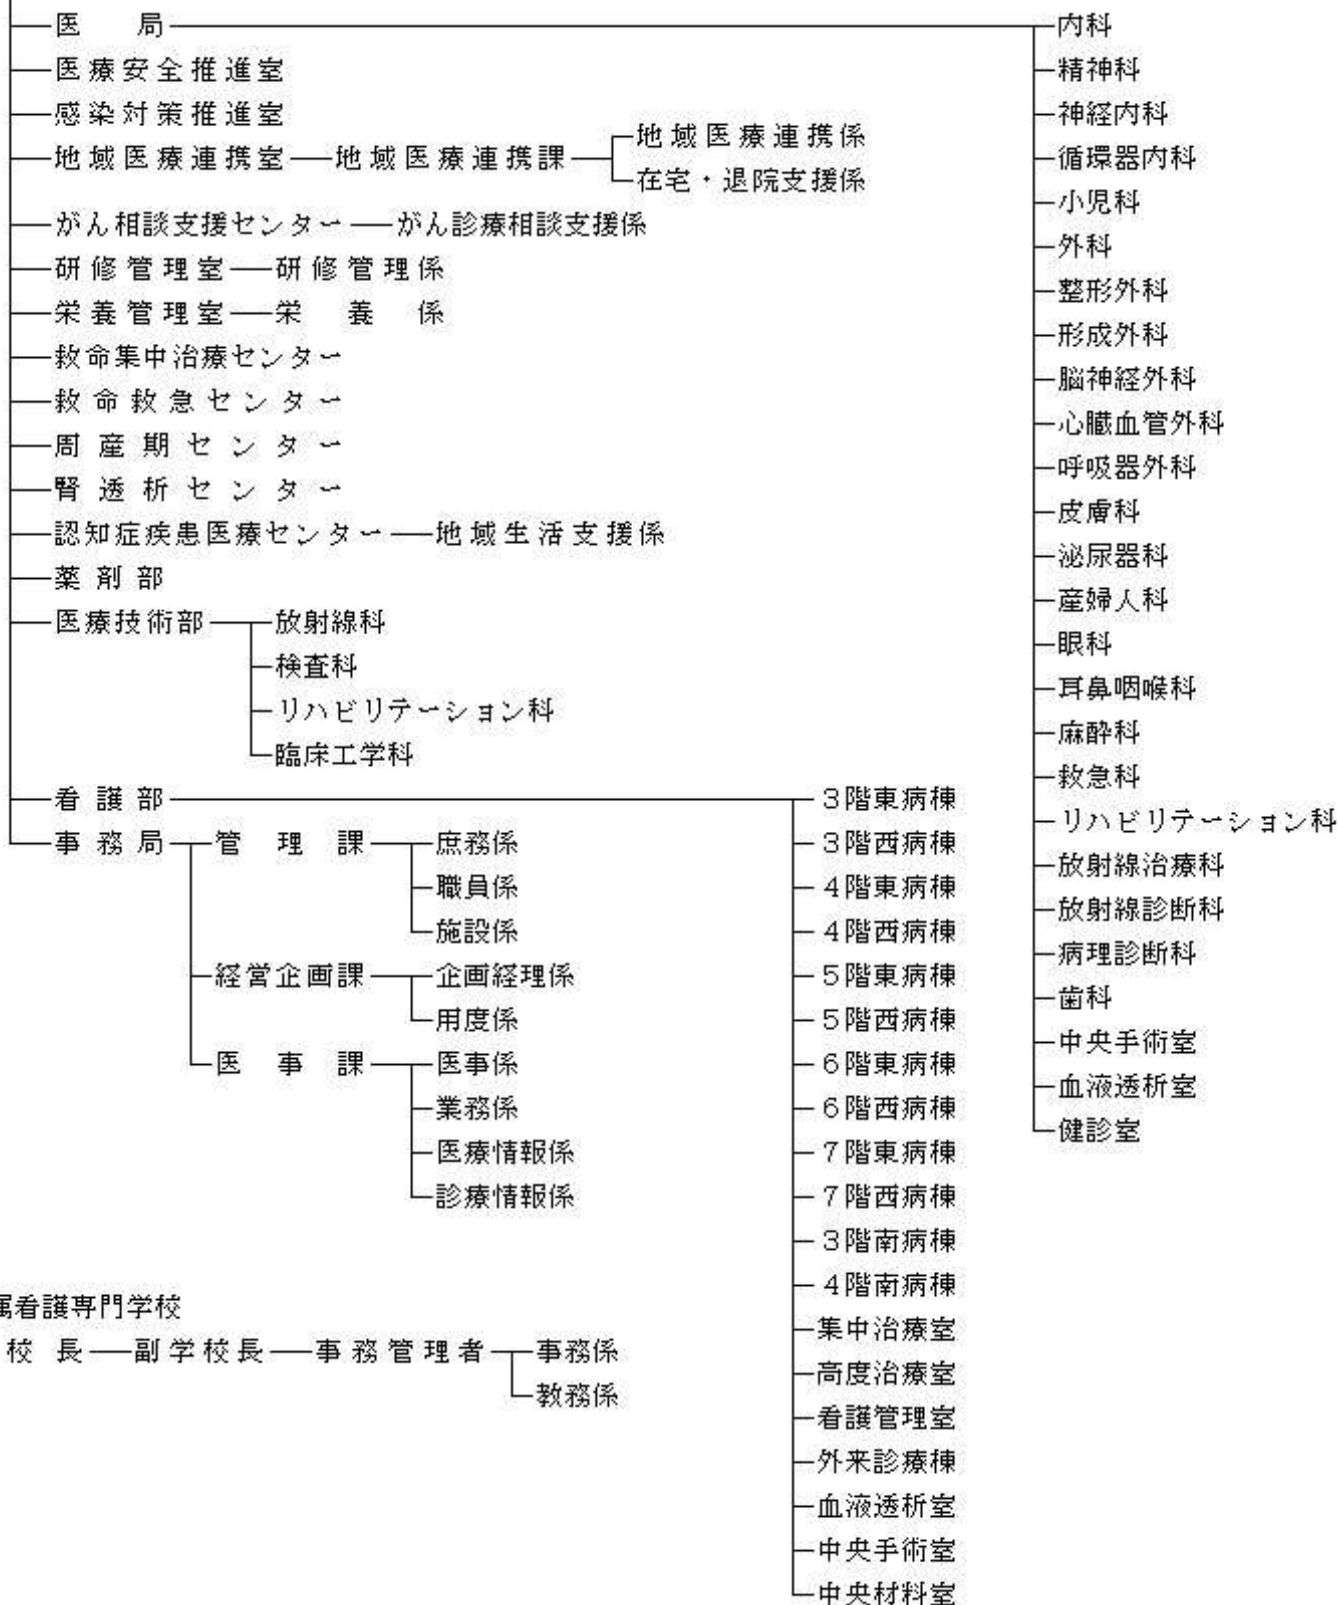 医局 内科
医療安全推進室 精神科
感染対策推進室 神経内科
地域医療連携係
地域医療連携室 地域医療連携課 循環器内科
在宅・退院支援係
小児科
がん相談支援センター がん診療相談支援係
外科
研修管理室 研修管理係
整形外科
栄養管理室 栄養係
形成外科
救命集中治療センター
脳神経外科
救命救急センター
心臓血管外科
周産期センター
呼吸器外科
腎透析センター
皮膚科
認知症疾患医療センター 地域生活支援係
泌尿器科
薬剤部
産婦人科
医療技術部 放射線科
眼科
検査科
耳鼻咽喉科
リハビリテーション科
麻酔科
臨床工学科
救急科
看護部 3階東病棟
リハビリテーション科
事務局 管理課 庶務係 3階西病棟
放射線治療科
職員係 4階東病棟
放射線診断科
施設係 4階西病棟
病理診断科
経営企画課 企画経理係 5階東病棟
歯科
用度係 5階西病棟
中央手術室
医事課 医事係 6階東病棟
血液透析室
業務係 6階西病棟
健診室
医療情報係 7階東病棟
診療情報係 7階西病棟
3階南病棟
4階南病棟
属看護専門学校
集中治療室
校長 副学校長 事務管理者 事務係
高度治療室
教務係
看護管理室
外来診療棟
血液透析室
中央手術室
中央材料室